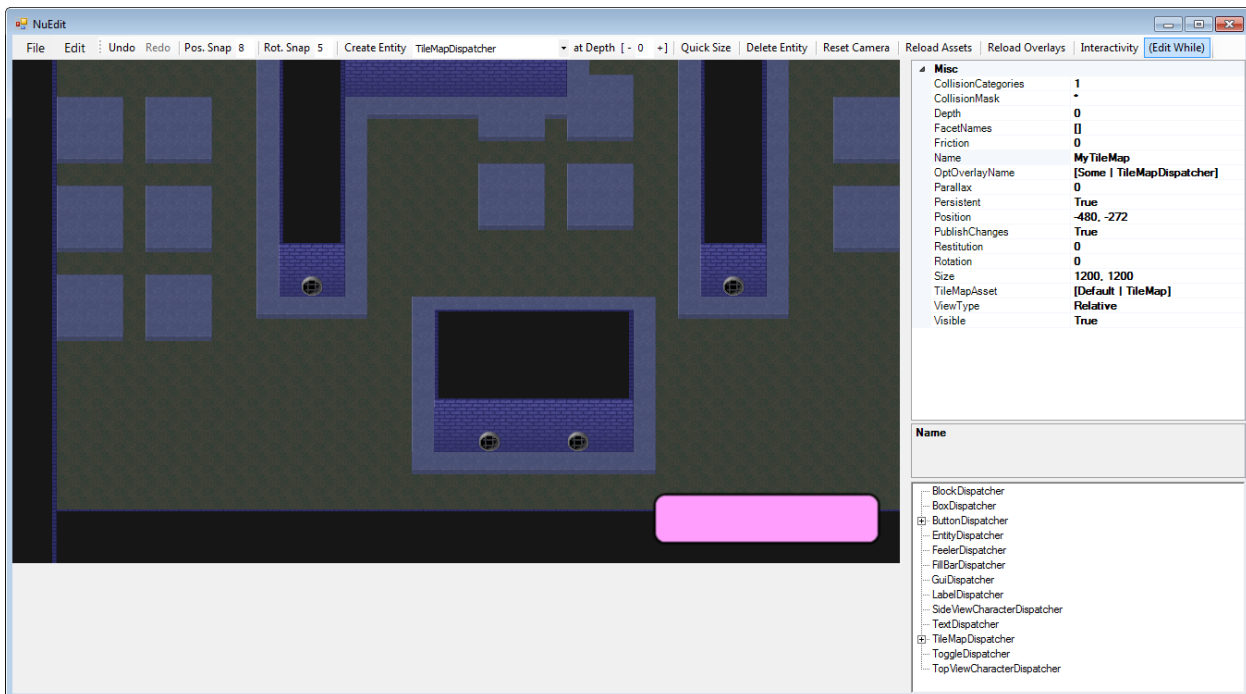 NuEdit
File Edit Undo Redo Pos. Snap 8 Rot. Snap 5 Create Entity TileMapDispatcher at Depth [ - 0 +] Quick Size Delete Entity Reset Camera Reload Assets Reload Overlays Interactivity (Edit While)
Misc
CollisionCategories 1
CollisionMask *
Depth 0
FacetNames []
Friction 0
Name MyTileMap
OptOverlayName [Some | TileMapDispatcher]
Parallax 0
Persistent True
Position -480, -272
PublishChanges True
Restitution 0
Rotation 0
Size 1200, 1200
TileMapAsset [Default | TileMap]
ViewType Relative
Visible True
Name
BlockDispatcher
BoxDispatcher
ButtonDispatcher
EntityDispatcher
FeelerDispatcher
FillBarDispatcher
GuiDispatcher
LabelDispatcher
SideViewCharacterDispatcher
TextDispatcher
TileMapDispatcher
ToggleDispatcher
TopViewCharacterDispatcher